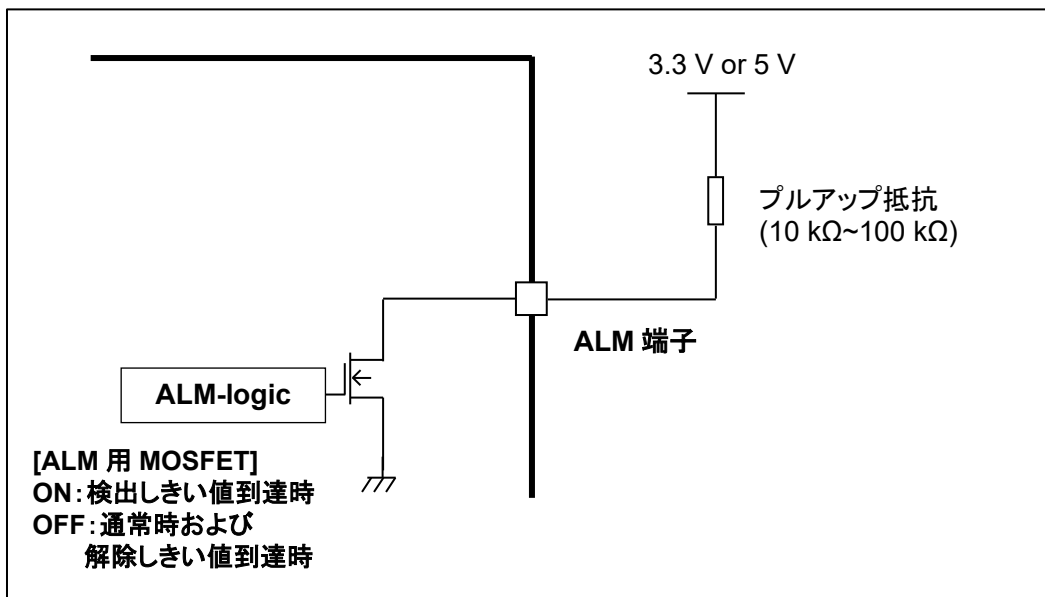 3.3 V or 5 V
プルアップ抵抗
(10 kΩ~100 kΩ)
ALM 端子
ALM-logic
[ALM 用 MOSFET]
ON:検出しきい値到達時
OFF:通常時および
解除しきい値到達時